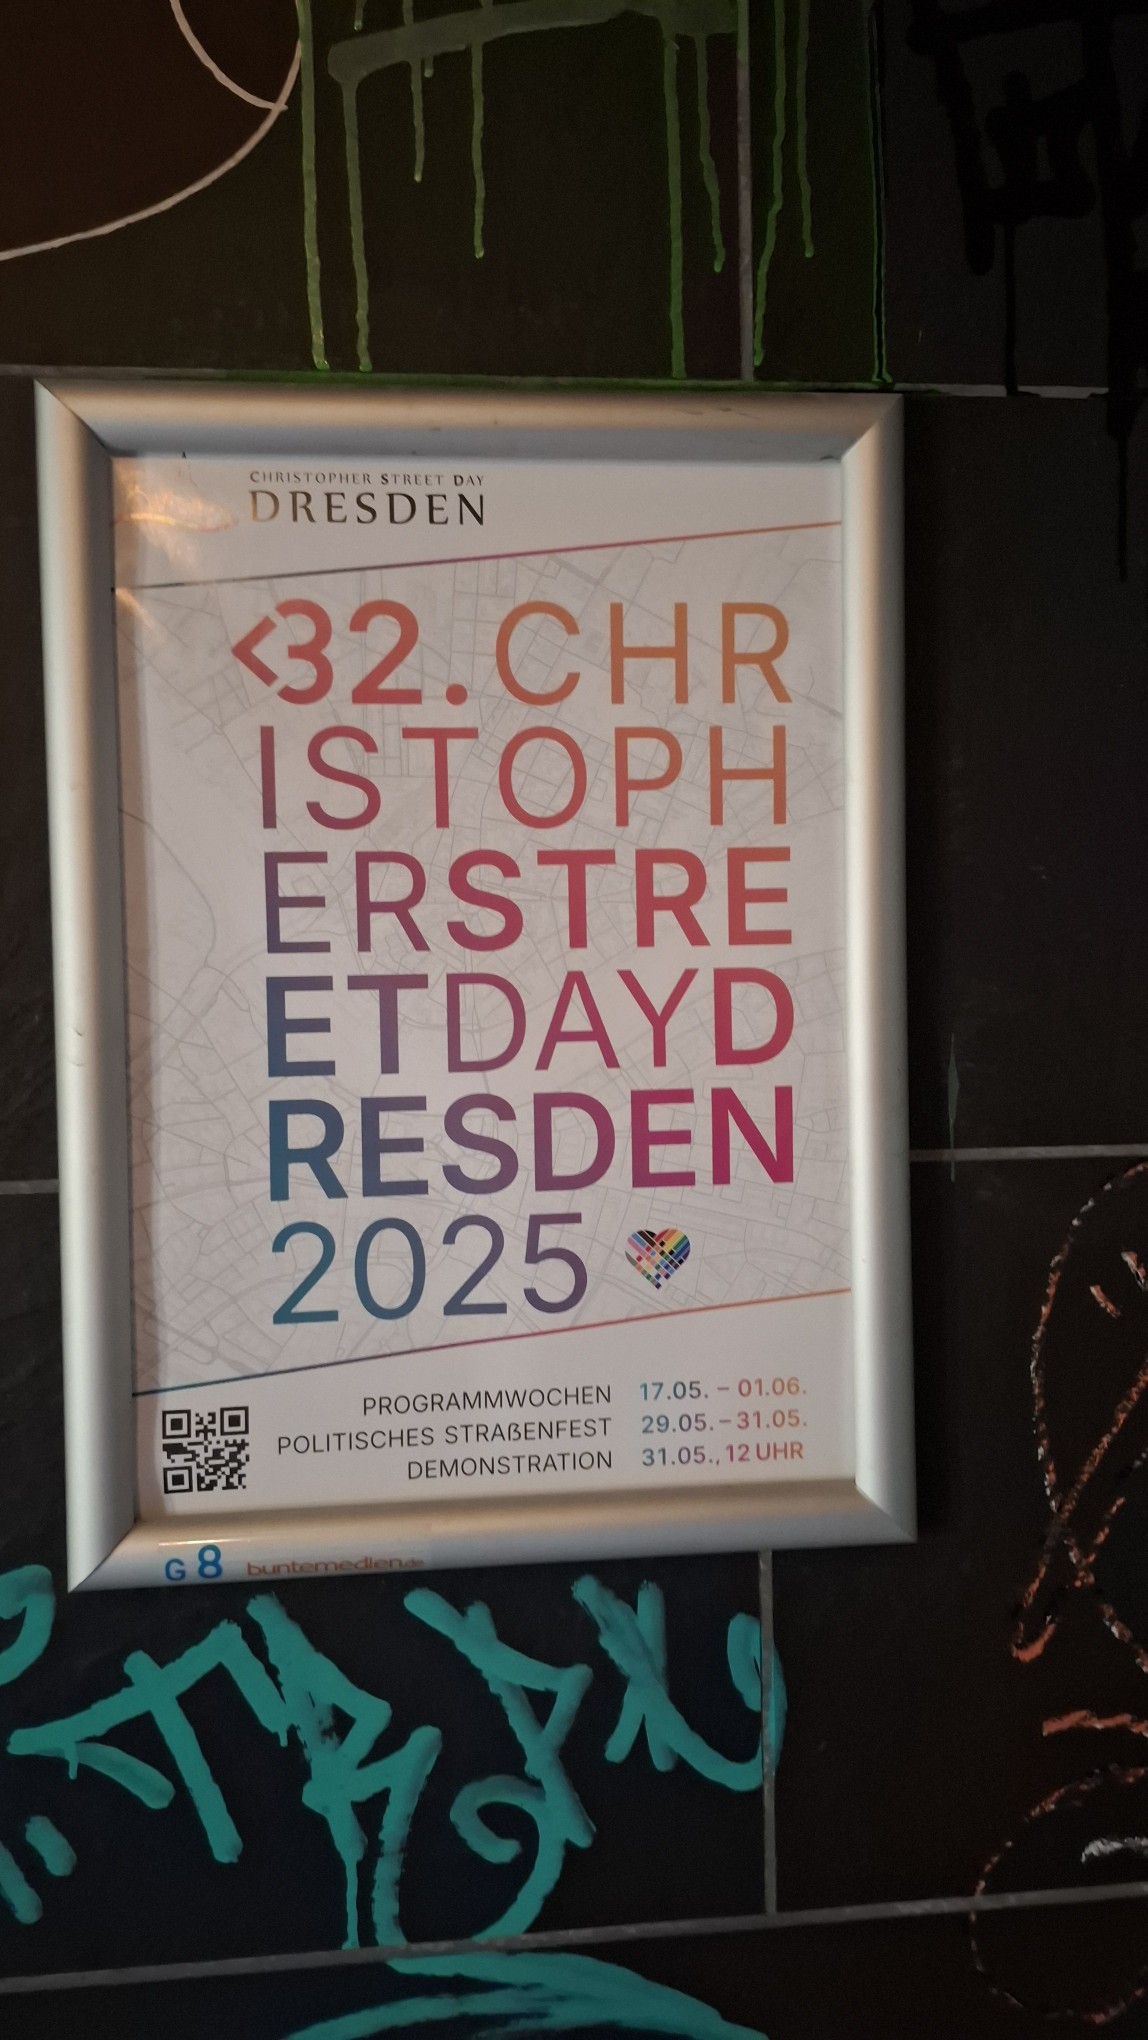 CHRISTOPHER STREET DAY
DRESDEN
<32. CHR
ISTOPH
ERSTRE
ETDAYD
RESDEN
2025
PROGRAMMWOCHEN 17.05. – 01.06.
POLITISCHES STRAßENFEST 29.05. – 31.05.
DEMONSTRATION 31.05., 12 UHR
G 8 buntemedien.de